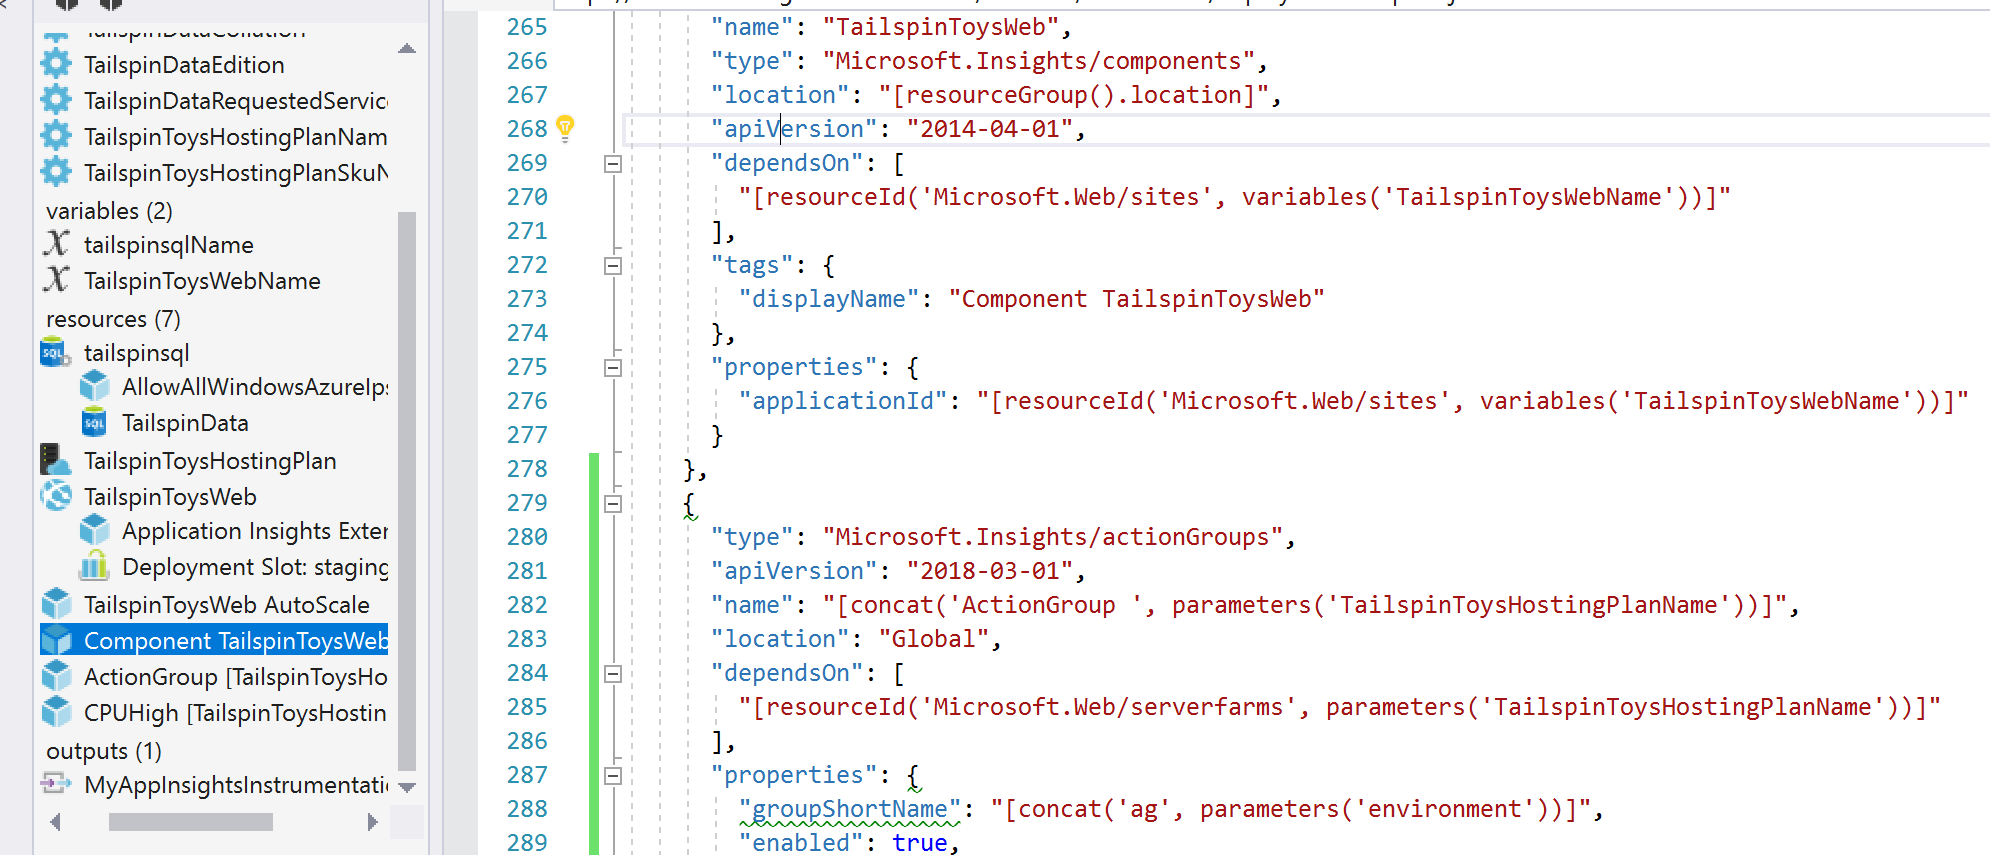 TailspinDataCollation
TailspinDataEdition
TailspinDataRequestedServic
TailspinToysHostingPlanNam
TailspinToysHostingPlanSkuN
variables (2)
tailspinsqlName
TailspinToysWebName
resources (7)
tailspinsql
AllowAllWindowsAzureIps
TailspinData
TailspinToysHostingPlan
TailspinToysWeb
Application Insights Exter
Deployment Slot: staging
TailspinToysWeb AutoScale
Component TailspinToysWeb
ActionGroup [TailspinToysHo
CPUHigh [TailspinToysHostin
outputs (1)
MyAppInsightsInstrumentati
265 "name": "TailspinToysWeb",
266 "type": "Microsoft.Insights/components",
267 "location": "[resourceGroup().location]",
268 "apiVersion": "2014-04-01",
269 "dependsOn": [
270 "[resourceId('Microsoft.Web/sites', variables('TailspinToysWebName'))]"
271 ],
272 "tags": {
273 "displayName": "Component TailspinToysWeb"
274 },
275 "properties": {
276 "applicationId": "[resourceId('Microsoft.Web/sites', variables('TailspinToysWebName'))]"
277 }
278 },
279 {
280 "type": "Microsoft.Insights/actionGroups",
281 "apiVersion": "2018-03-01",
282 "name": "[concat('ActionGroup ', parameters('TailspinToysHostingPlanName'))]",
283 "location": "Global",
284 "dependsOn": [
285 "[resourceId('Microsoft.Web/serverfarms', parameters('TailspinToysHostingPlanName'))]"
286 ],
287 "properties": {
288 "groupShortName": "[concat('ag', parameters('environment'))]",
289 "enabled": true,